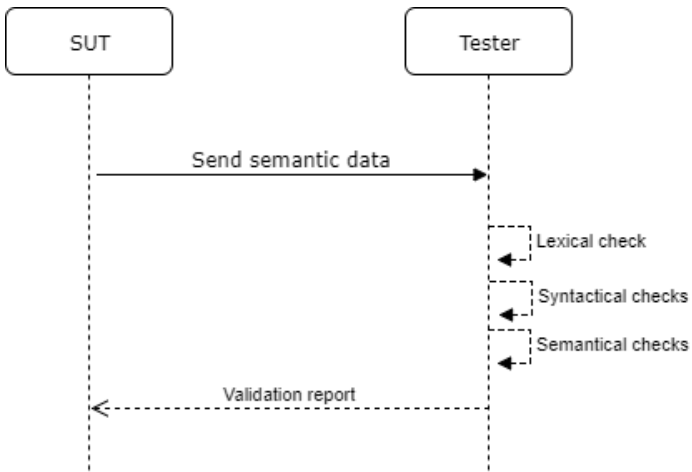 SUT
Tester
Send semantic data
Lexical check
Syntactical checks
Semantical checks
Validation report